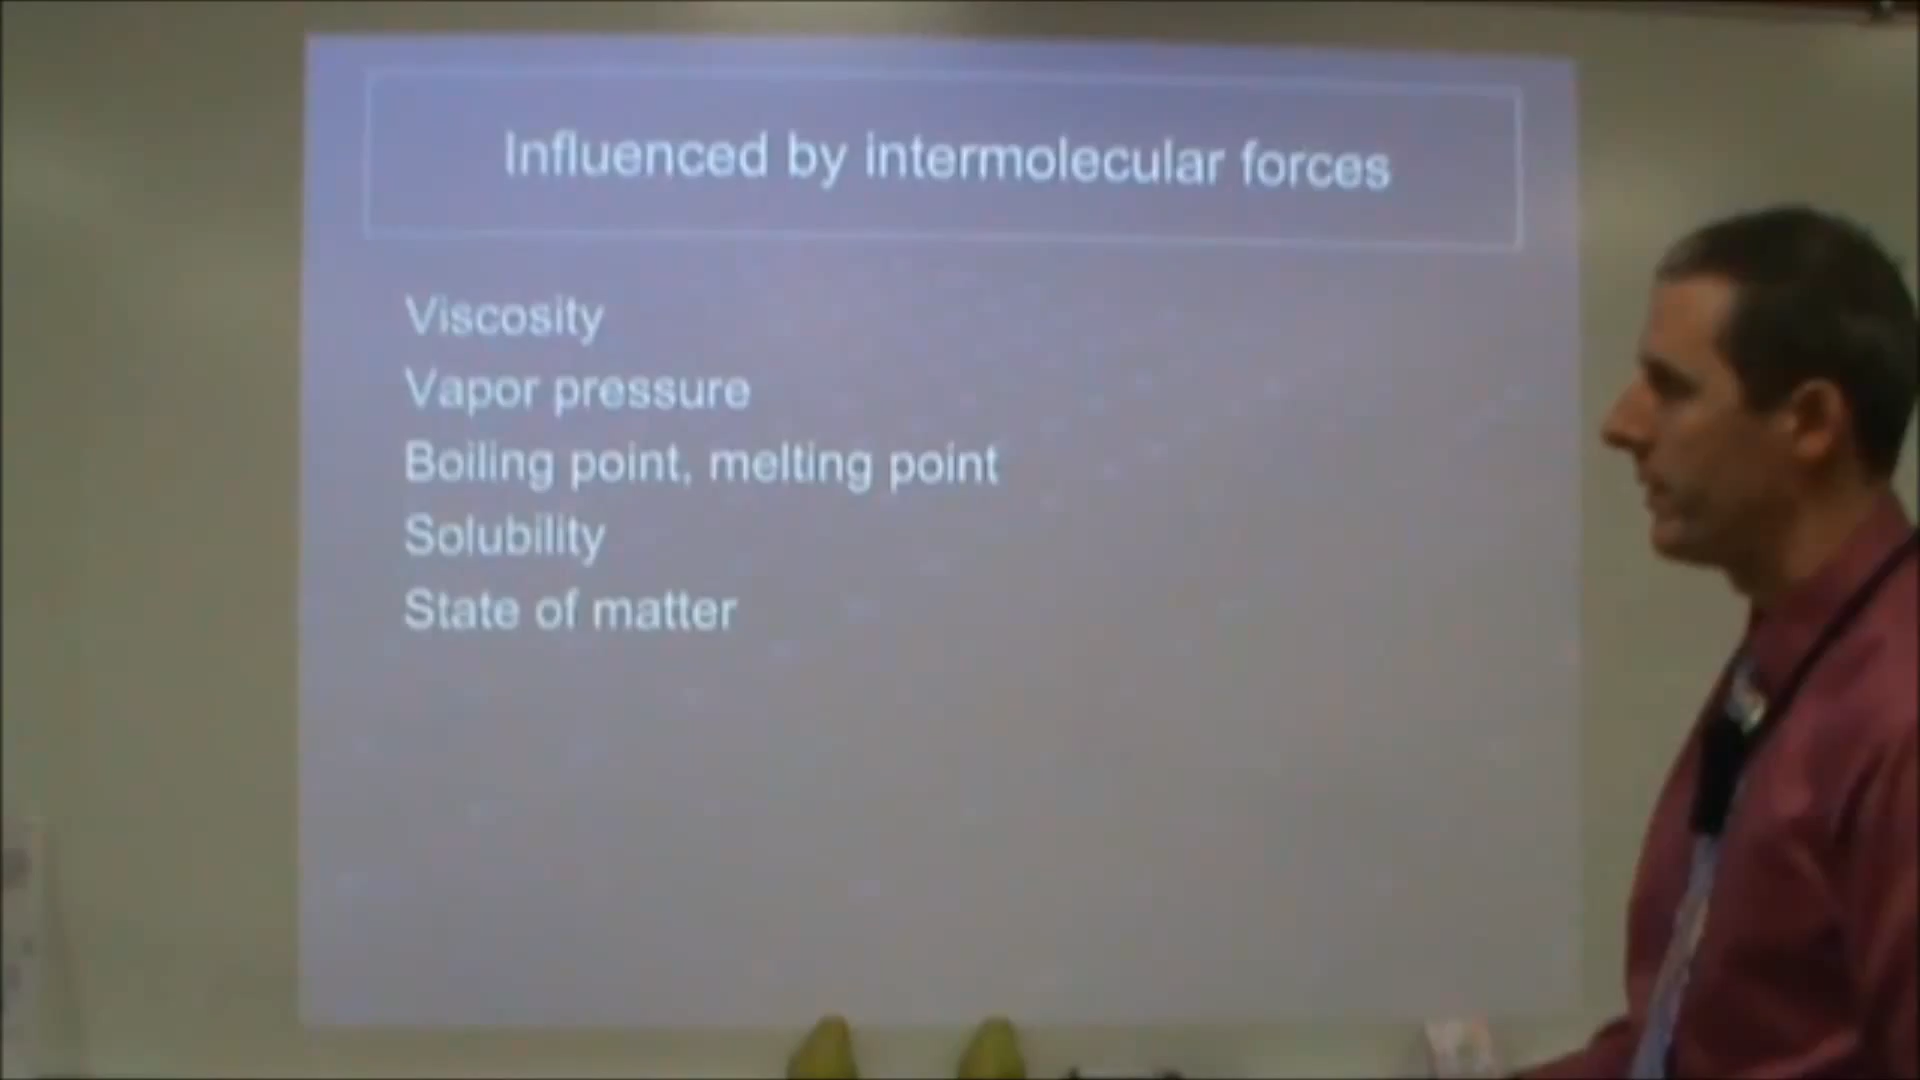 Influenced by intermolecular forces
Viscosity
Vapor pressure
Boiling point, melting point
Solubility
State of matter